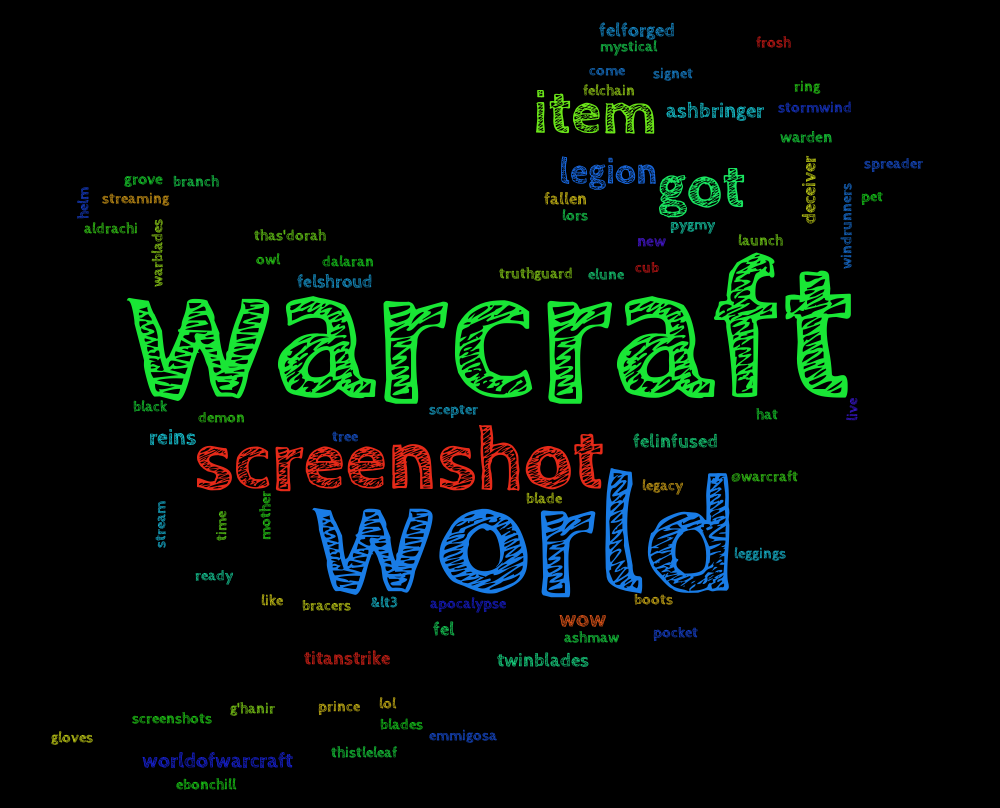 felforged
mystical
frosh
come
signet
felchain
ring
item
ashbringer
stormwind
warden
legion
got
deceiver
spreader
grove
branch
helm
streaming
fallen
windrunners
pet
lors
aldrachi
warblades
thas'dorah
pygmy
new
launch
owl
dalaran
felshroud
truthguard
elune
cub
warcraft
black
demon
scepter
hat
live
reins
tree
screenshot
felinfused
blade
legacy
øwarcraft
stream
time
mother
world
leggings
ready
like
bracers
&lt3
apocalypse
boots
fel
wow
ashmaw
pocket
titanstrike
twinblades
screenshots
g'hanir
prince
lol
blades
gloves
emmigosa
thistleleaf
worldofwarcraft
ebonchill